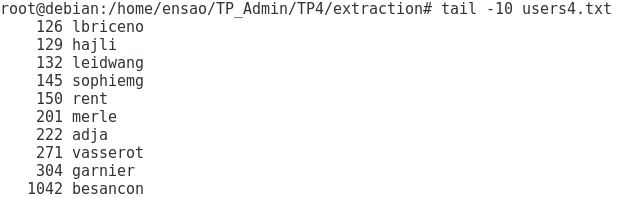 root@debian:/home/ensao/TP_Admin/TP4/extraction# tail -10 users4.txt
126 lbriceno
129 hajli
132 leidwang
145 sophiemg
150 rent
201 merle
222 adja
271 vasserot
304 garnier
1042 besancon